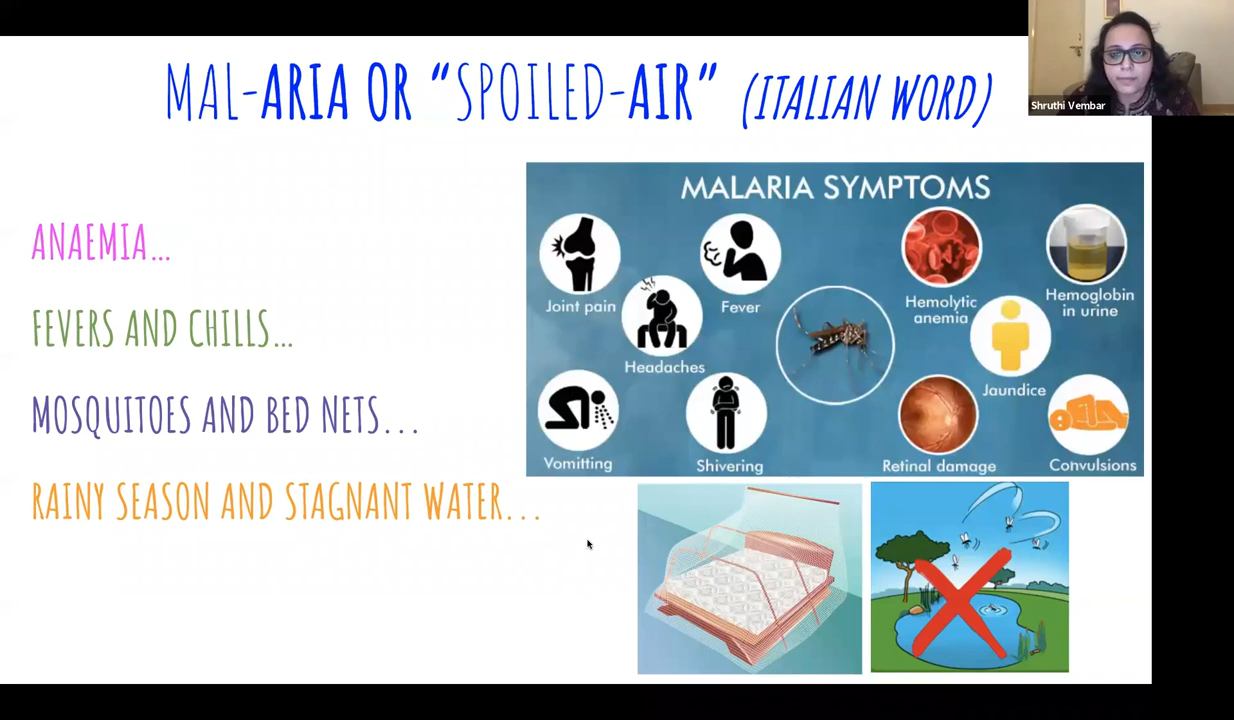 MAL-ARIA OR “SPOILED-AIR” (ITALIAN WORD)
Shruthi Vembar
ANAEMIA...
FEVERS AND CHILLS...
MOSQUITOES AND BED NETS...
RAINY SEASON AND STAGNANT WATER...
MALARIA SYMPTOMS
Joint pain
Fever
Headaches
Vomitting
Shivering
Hemolytic
anemia
Hemoglobin
in urine
Jaundice
Retinal damage
Convulsions